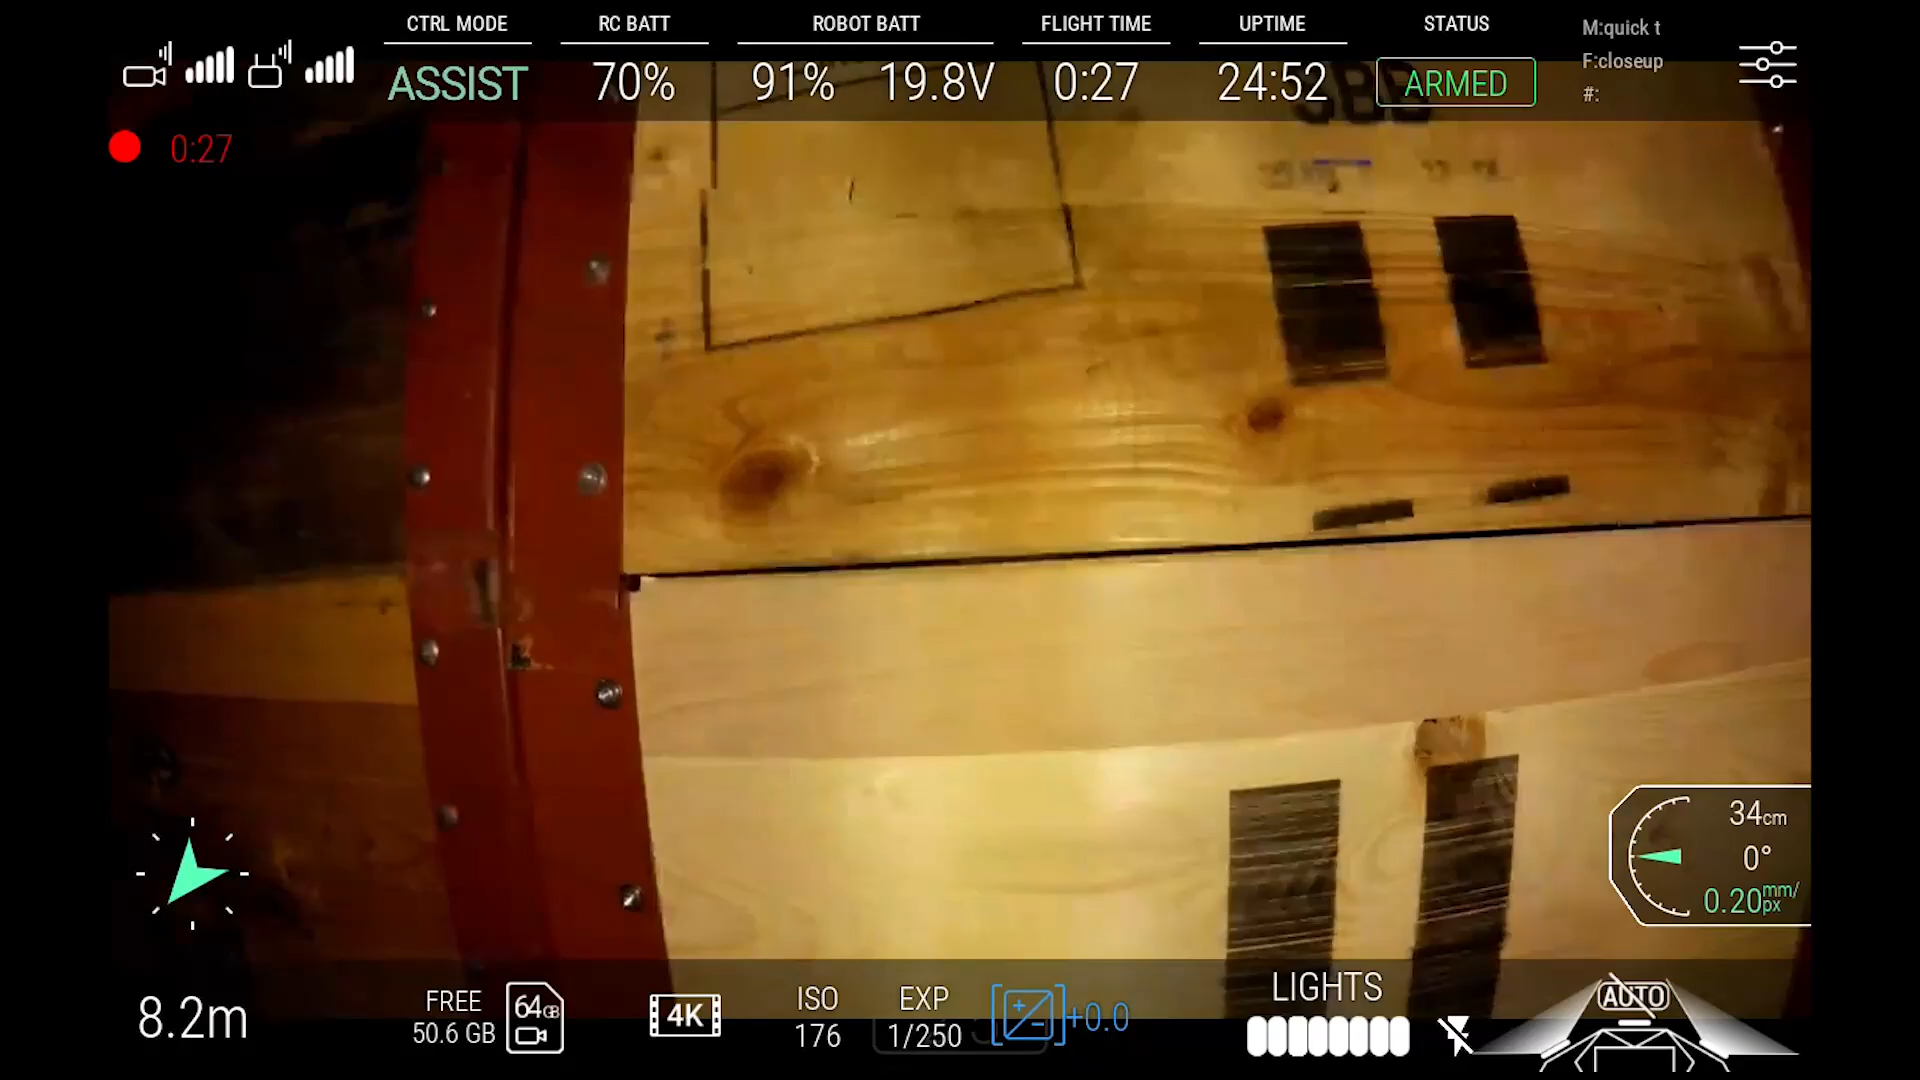 CTRL MODE RC BATT ROBOT BATT FLIGHT TIME UPTIME STATUS
ASSIST 70% 91% 19.8V 0:27 24:52 ARMED
M:quick t
F:closeup
#:
0:27
34cm
0°
0.20mm/px
8.2m
FREE
50.6 GB
64GB
4K
ISO
176
EXP
1/250
+0.0
LIGHTS
AUTO